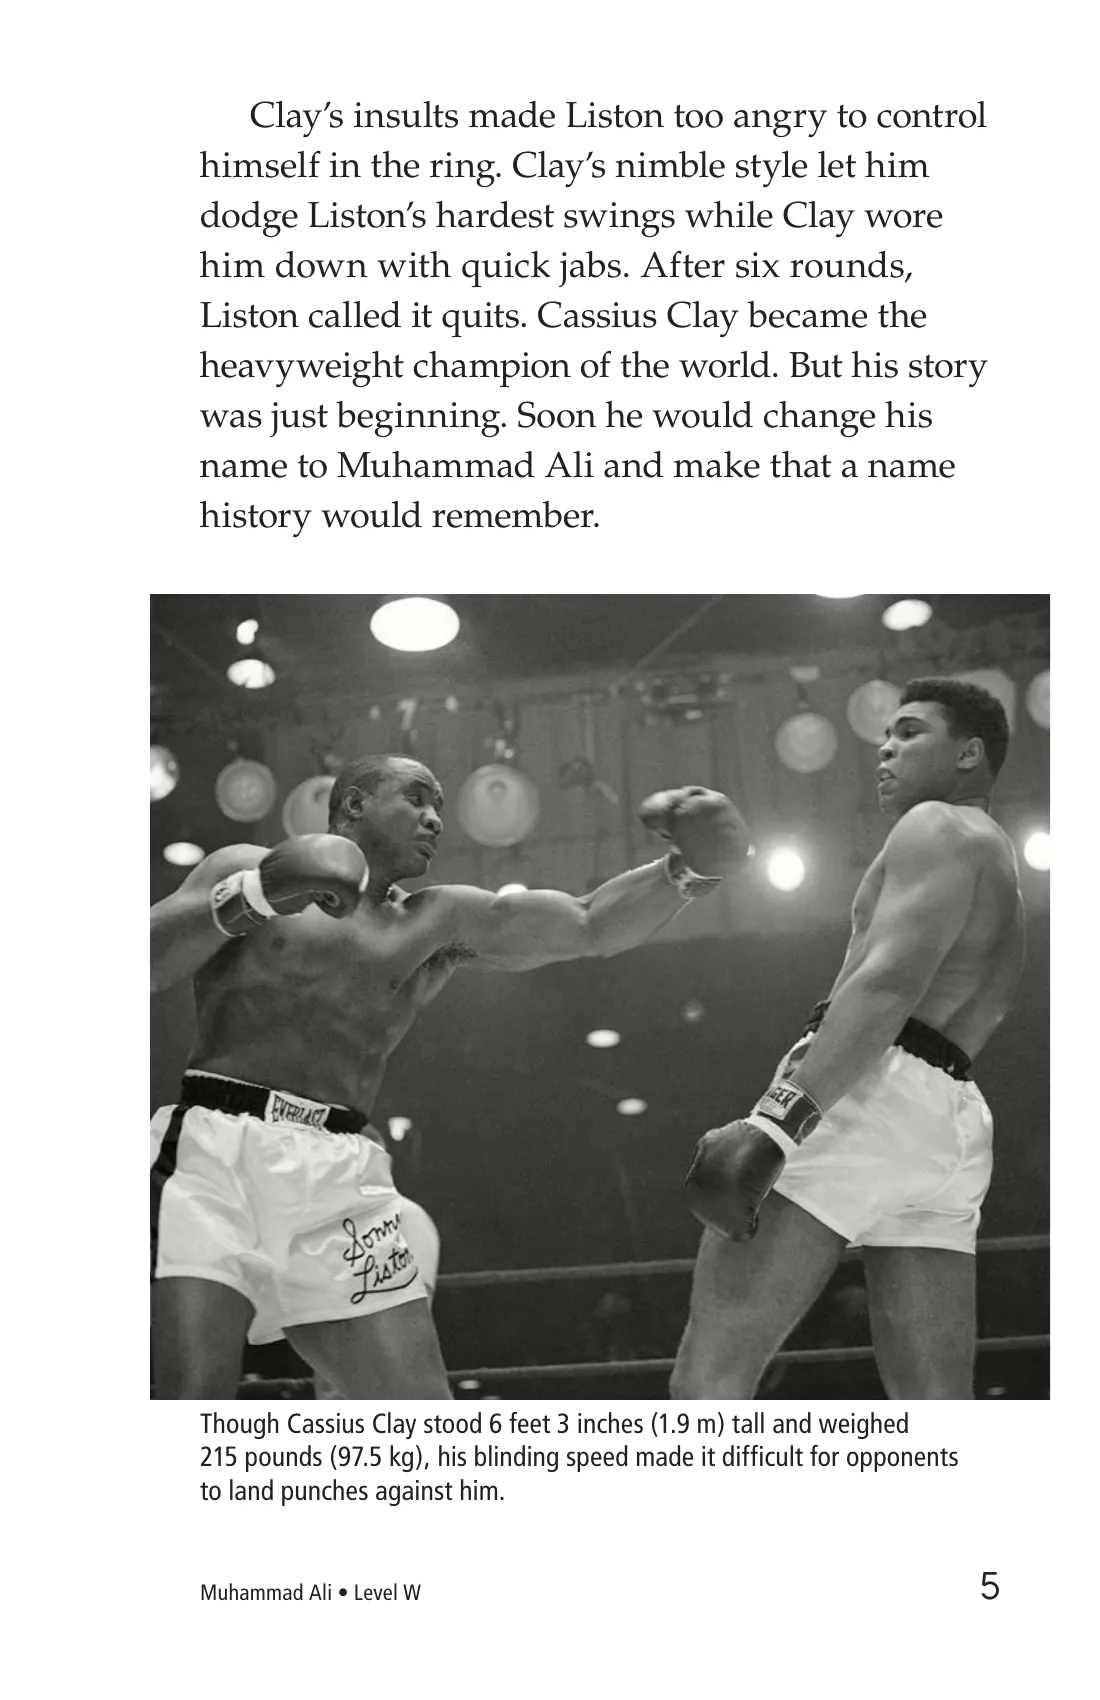 Clay’s insults made Liston too angry to control
himself in the ring. Clay’s nimble style let him
dodge Liston’s hardest swings while Clay wore
him down with quick jabs. After six rounds,
Liston called it quits. Cassius Clay became the
heavyweight champion of the world. But his story
was just beginning. Soon he would change his
name to Muhammad Ali and make that a name
history would remember.
EVERLAST
Sonny
Liston
Though Cassius Clay stood 6 feet 3 inches (1.9 m) tall and weighed
215 pounds (97.5 kg), his blinding speed made it difficult for opponents
to land punches against him.
Muhammad Ali • Level W
5